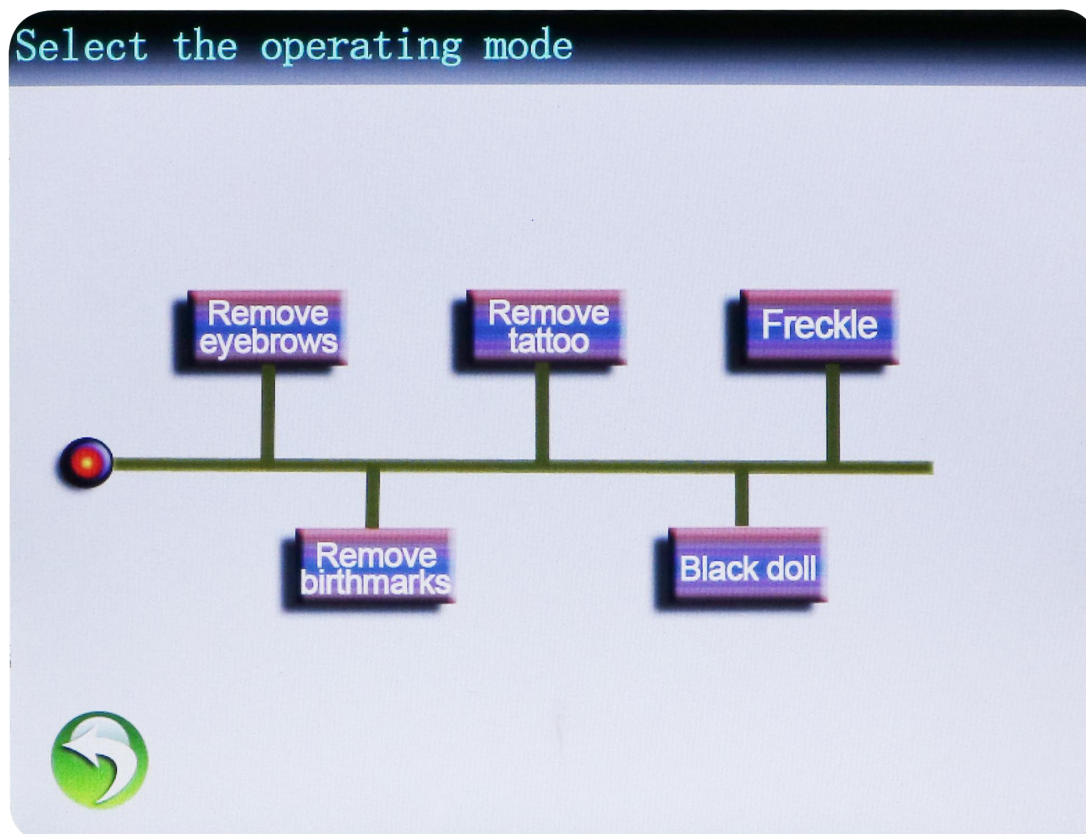 Select the operating mode
Remove
eyebrows
Remove
tattoo
Freckle
Remove
birthmarks
Black doll